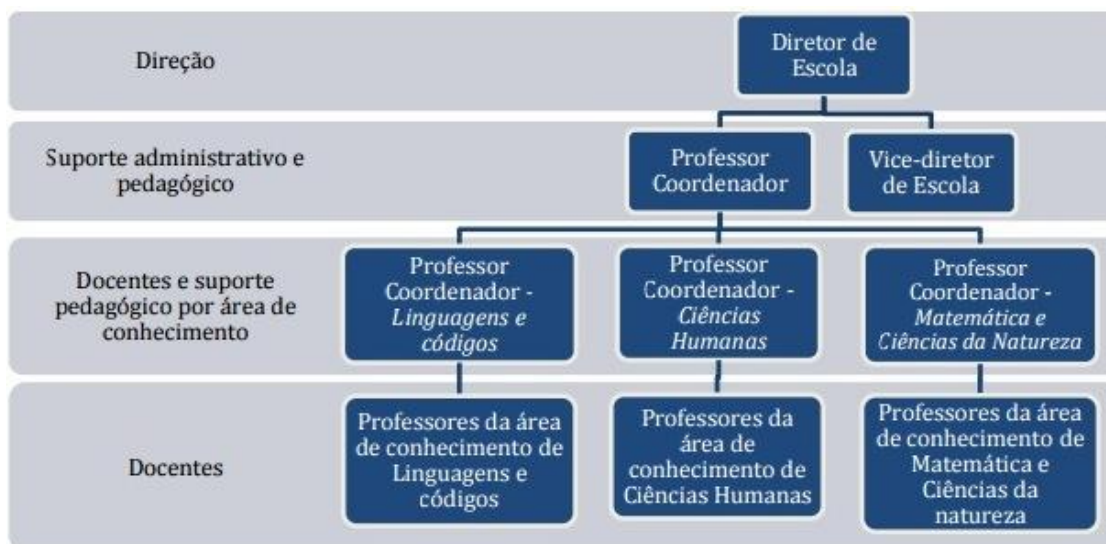 Direção
Diretor de
Escola
Suporte administrativo e
pedagógico
Professor
Coordenador
Vice-diretor
de Escola
Docentes e suporte
pedagógico por área de
conhecimento
Professor
Coordenador -
Linguagens e
códigos
Professor
Coordenador -
Ciências
Humanas
Professor
Coordenador -
Matemática e
Ciências da Natureza
Docentes
Professores da área
de conhecimento de
Linguagens e
códigos
Professores da
área de
conhecimento de
Ciências Humanas
Professores da área
de conhecimento de
Matemática e
Ciências da
natureza